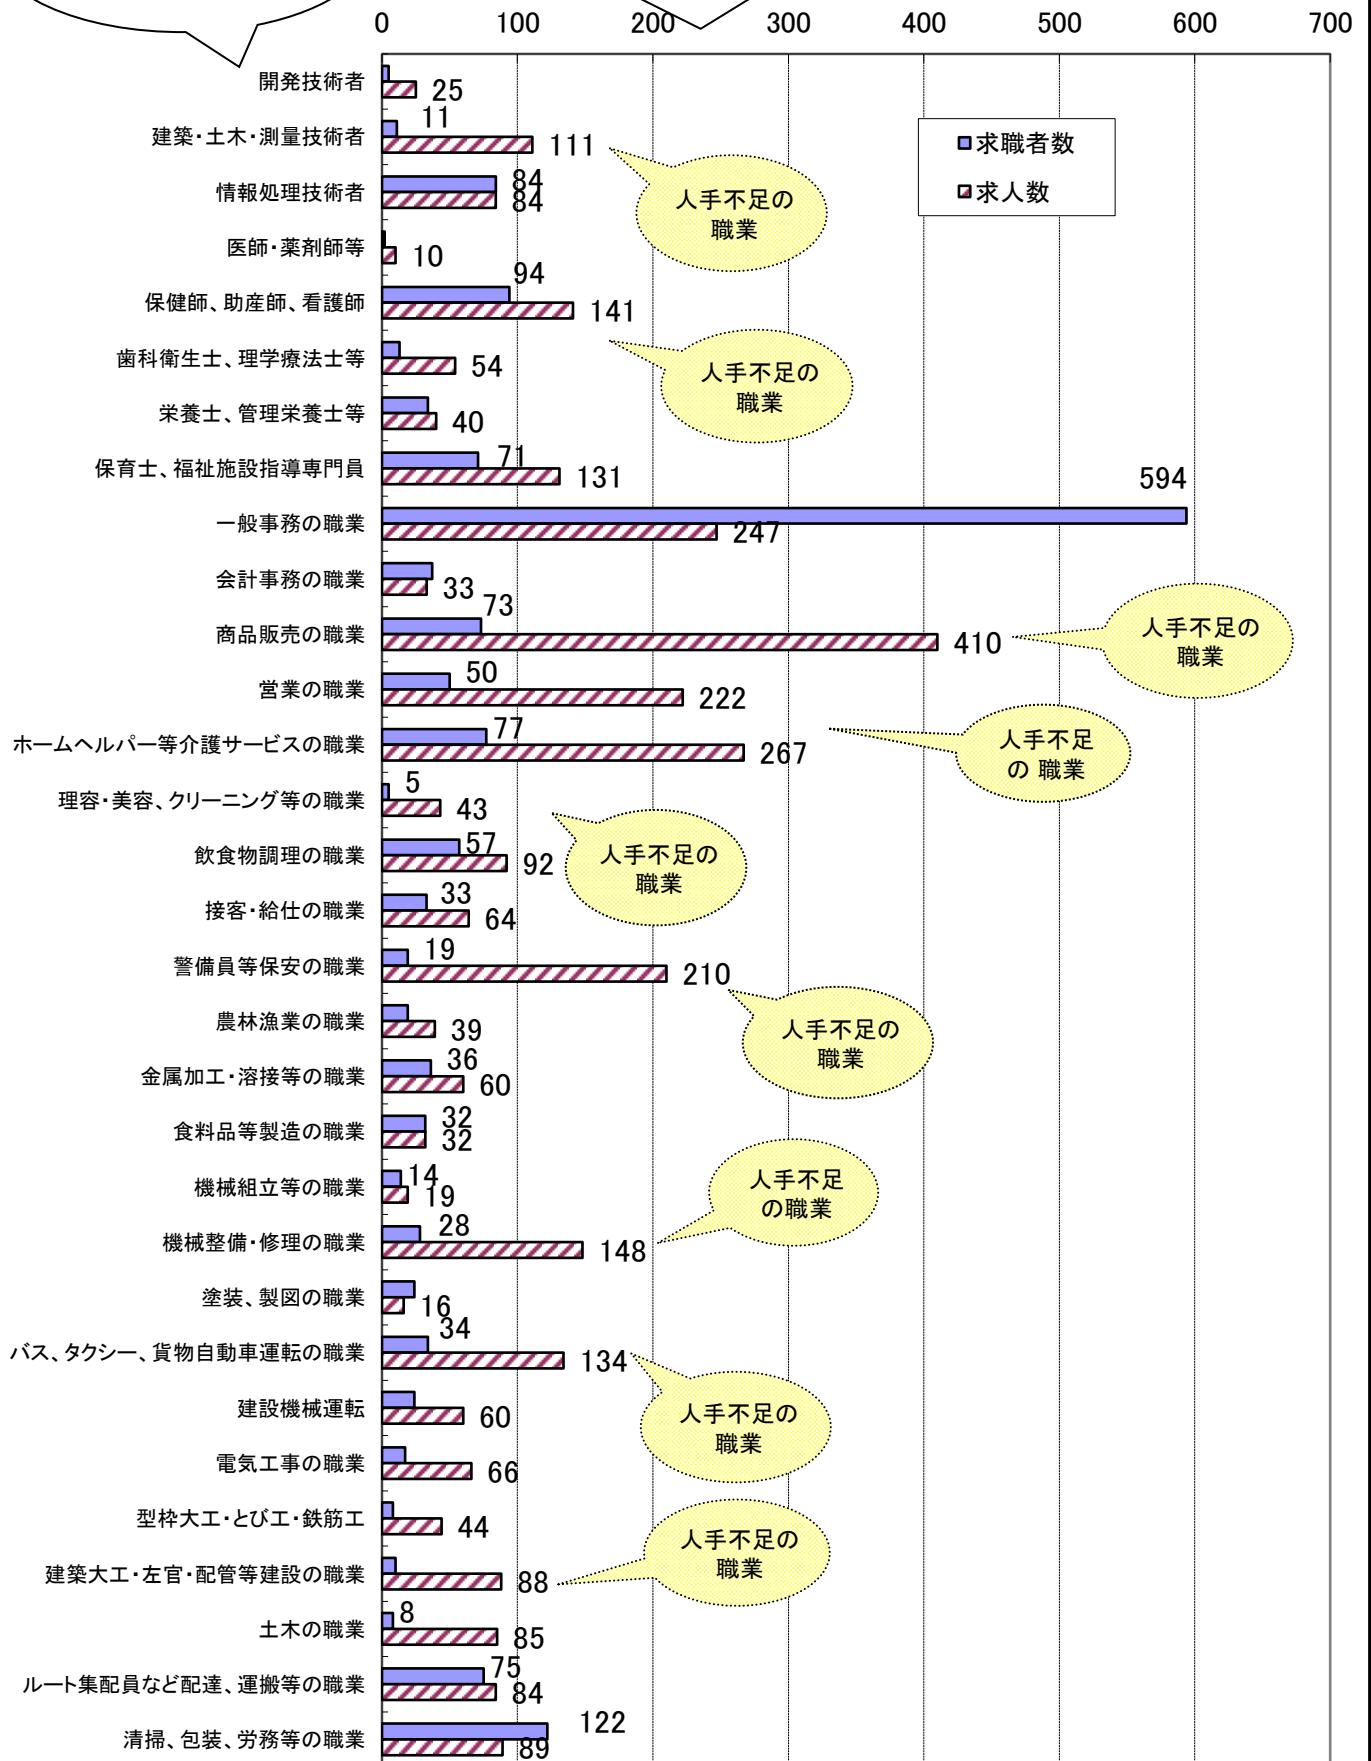 0 100 200 300 400 500 600 700
開発技術者
25
11
建築・土木・測量技術者
111
求職者数
求人数
人手不足の
職業
84
情報処理技術者
84
医師・薬剤師等
10
94
保健師、助産師、看護師
141
歯科衛生士、理学療法士等
54
人手不足の
職業
栄養士、管理栄養士等
40
71
保育士、福祉施設指導専門員
131
594
一般事務の職業
247
会計事務の職業
33
73
商品販売の職業
410
人手不足の
職業
50
営業の職業
222
77
ホームヘルパー等介護サービスの職業
267
人手不足
の 職業
5
理容・美容、クリーニング等の職業
43
57
飲食物調理の職業
92
人手不足の
職業
33
接客・給仕の職業
64
19
警備員等保安の職業
210
農林漁業の職業
39
人手不足の
職業
36
金属加工・溶接等の職業
60
32
食料品等製造の職業
32
14
機械組立等の職業
19
人手不足
の職業
28
機械整備・修理の職業
148
塗装、製図の職業
16
34
バス、タクシー、貨物自動車運転の職業
134
建設機械運転
60
人手不足の
職業
電気工事の職業
66
型枠大工・とび工・鉄筋工
44
人手不足の
職業
建築大工・左官・配管等建設の職業
88
8
土木の職業
85
75
ルート集配員など配達、運搬等の職業
84
122
清掃、包装、労務等の職業
89